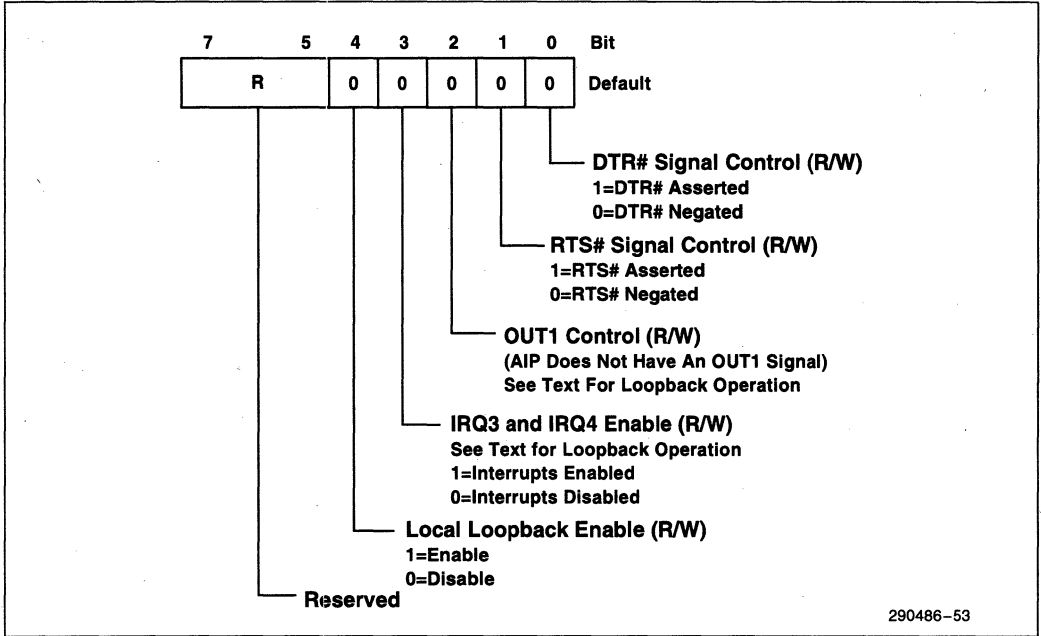 7 5 4 3 2 1 0 Bit
R 0 0 0 0 0 Default
DTR# Signal Control (R/W)
1=DTR# Asserted
0=DTR# Negated
RTS# Signal Control (R/W)
1=RTS# Asserted
0=RTS# Negated
OUT1 Control (R/W)
(AIP Does Not Have An OUT1 Signal)
See Text For Loopback Operation
IRQ3 and IRQ4 Enable (R/W)
See Text for Loopback Operation
1=Interrupts Enabled
0=Interrupts Disabled
Local Loopback Enable (R/W)
1=Enable
0=Disable
Reserved
290486-53